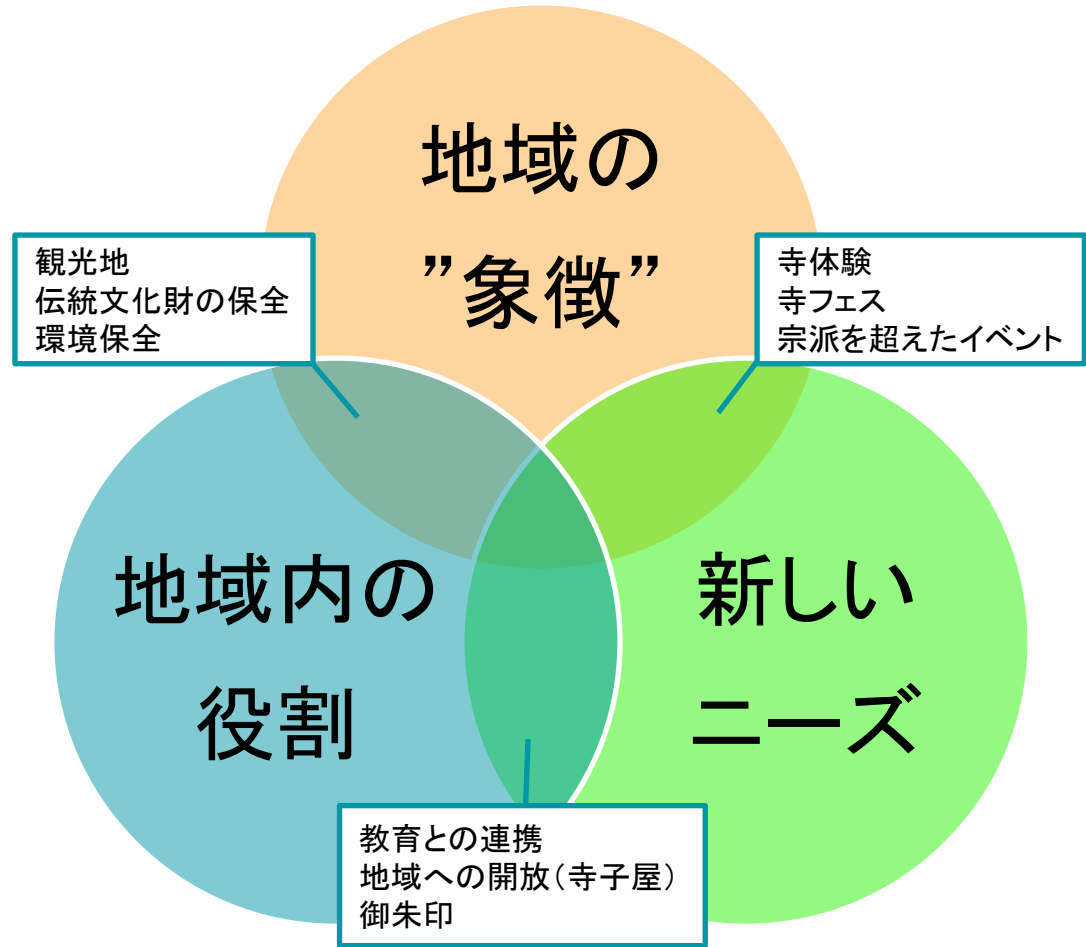 地域の
”象徴”
観光地
伝統文化財の保全
環境保全
寺体験
寺フェス
宗派を超えたイベント
地域内の
役割
新しい
ニーズ
教育との連携
地域への開放（寺子屋）
御朱印